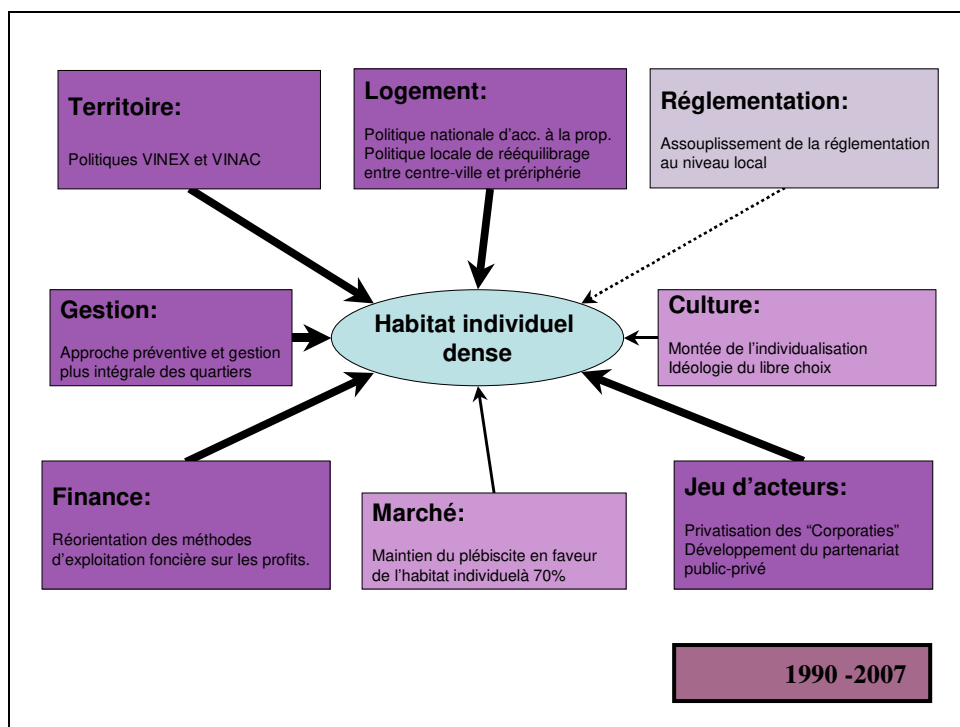 Territoire:
Politiques VINEX et VINAC
Logement:
Politique nationale d'acc. à la prop.
Politique locale de rééquilibrage
entre centre-ville et prériphérie
Réglementation:
Assouplissement de la réglementation
au niveau local
Gestion:
Approche préventive et gestion
plus intégrale des quartiers
Habitat individuel
dense
Culture:
Montée de l'individualisation
Idéologie du libre choix
Finance:
Réorientation des méthodes
d'exploitation foncière sur les profits.
Marché:
Maintien du plébiscite en faveur
de l'habitat individuelà 70%
Jeu d'acteurs:
Privatisation des "Corporaties"
Développement du partenariat
public-privé
1990 -2007